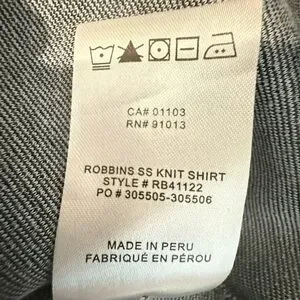 CA# 01103
RN# 91013
ROBBINS SS KNIT SHIRT
STYLE # RB41122
PO # 305505-305506
MADE IN PERU
FABRIQUÉ EN PÉROU